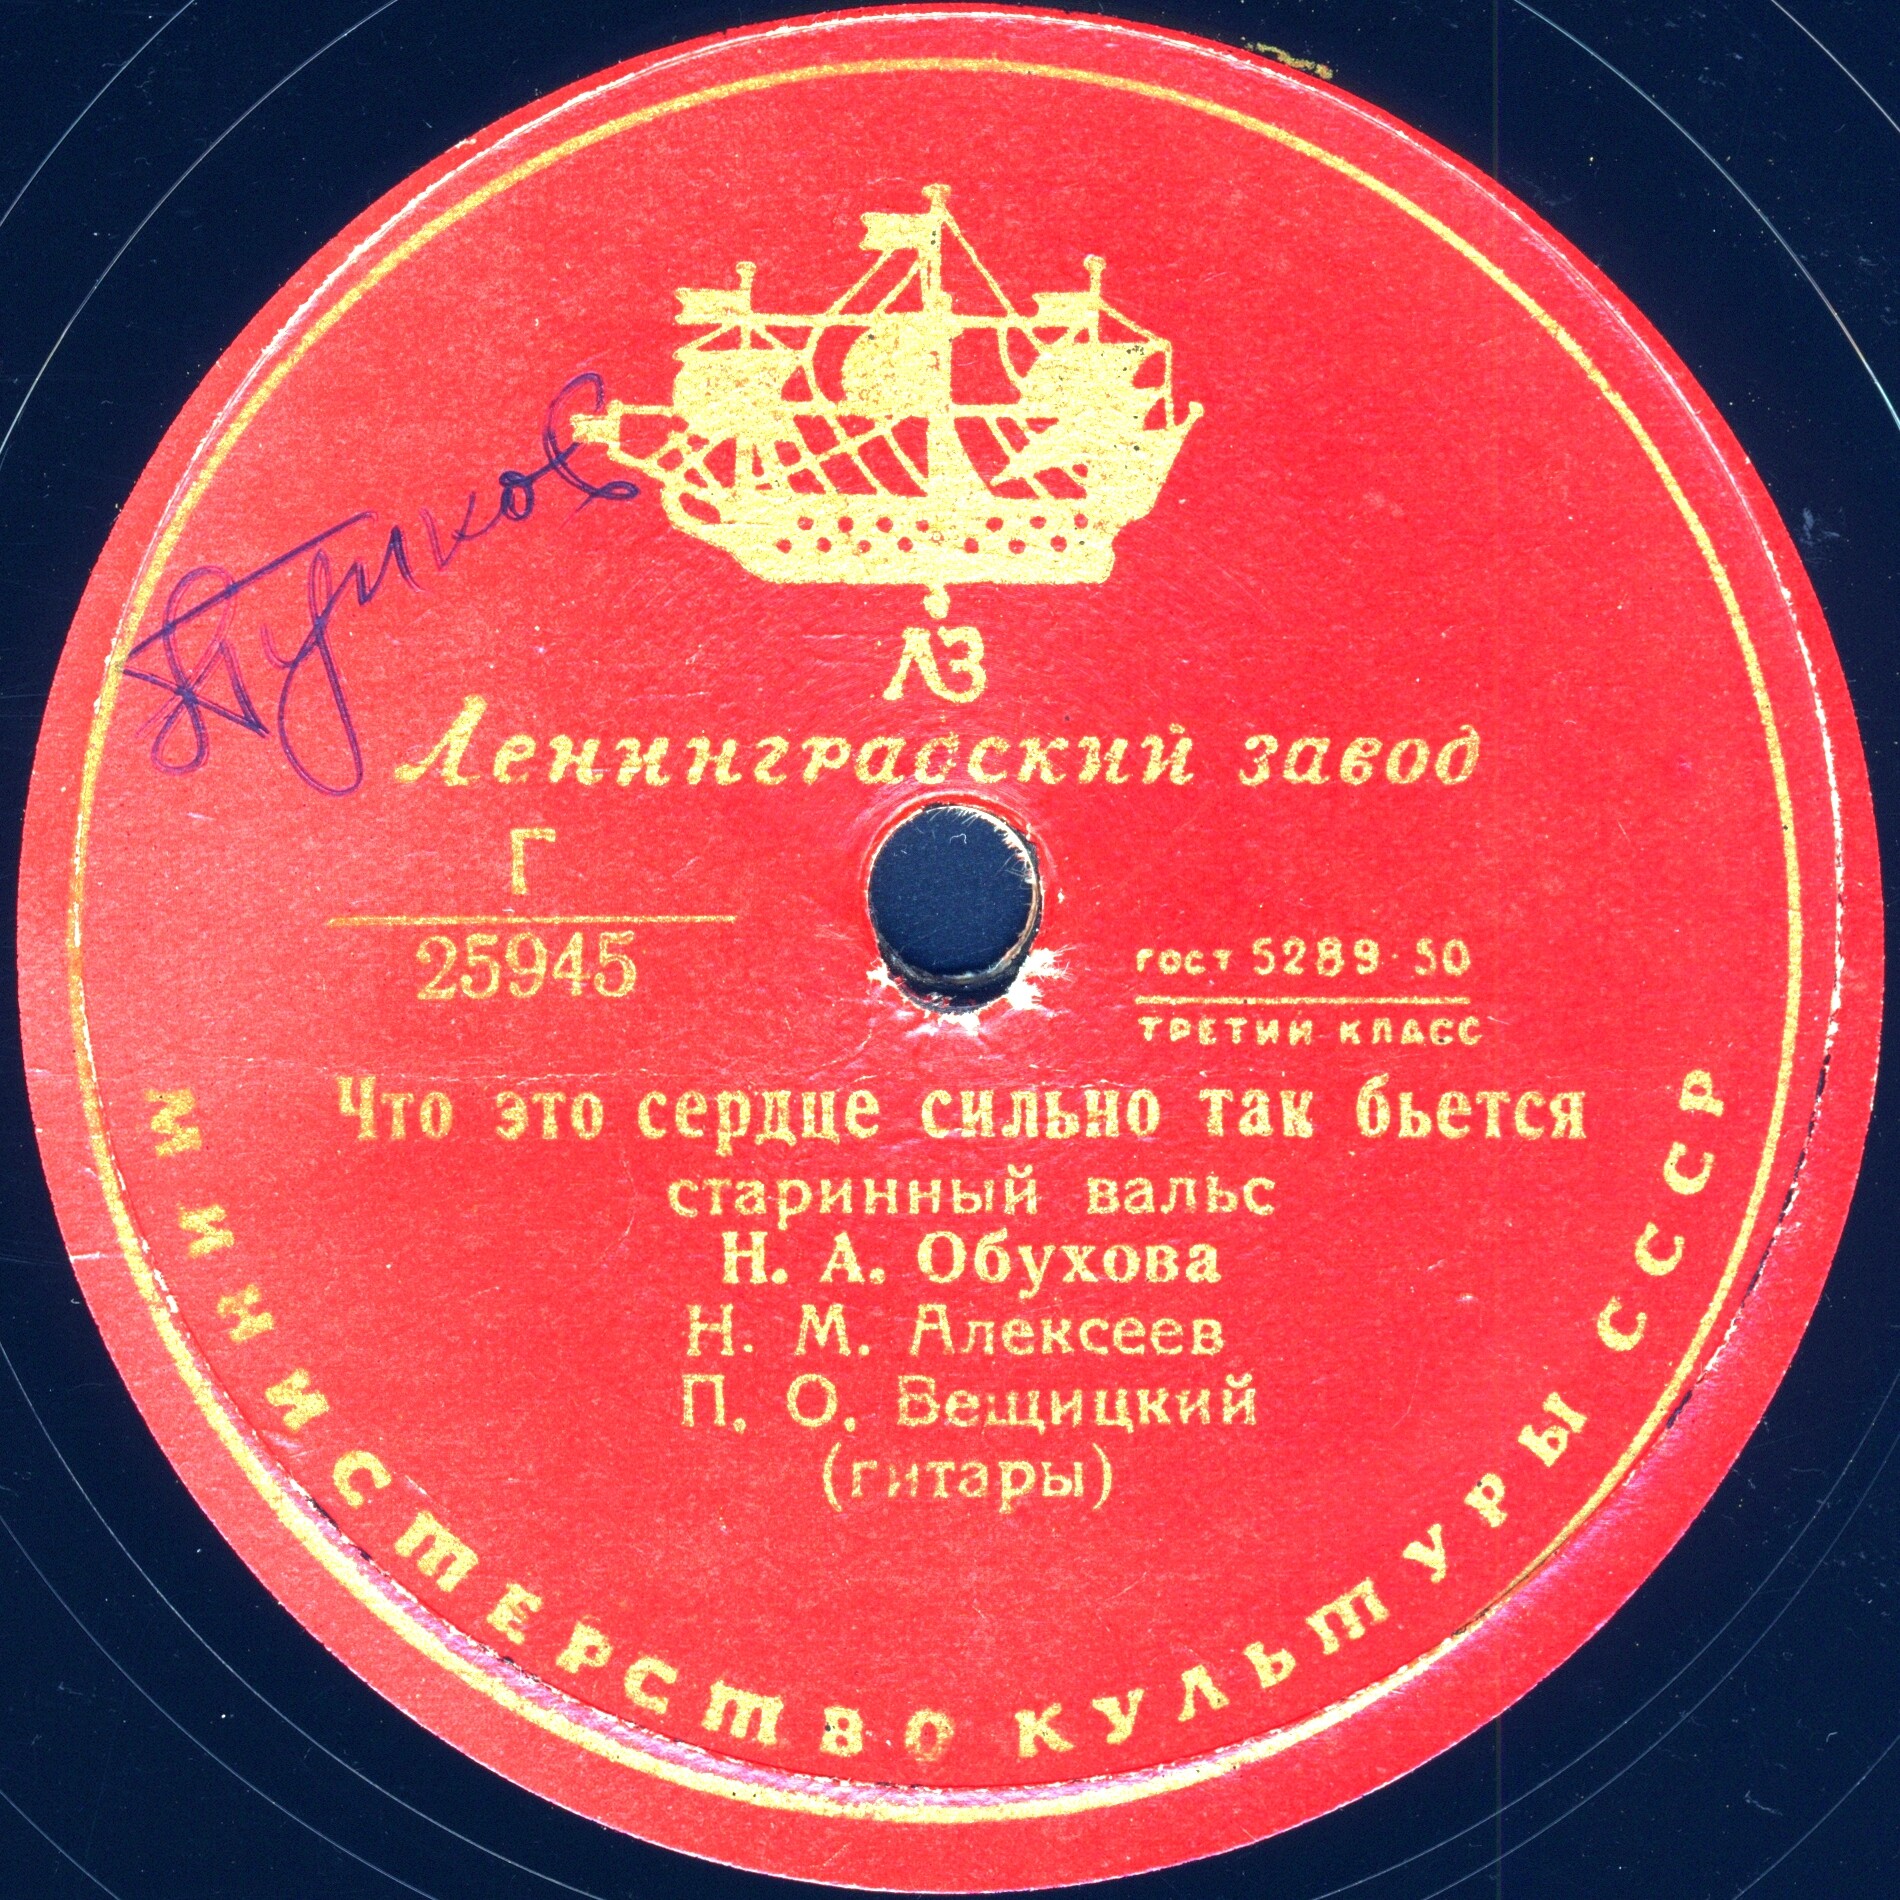 ЛЗ
Ленинградский завод
Г
25945
ГОСТ 5289·50
ТРЕТИЙ КЛАСС
Что это сердце сильно так бьется
старинный вальс
Н. А. Обухова
Н. М. Алексеев
П. О. Вещицкий
(гитары)
МИНИСТЕРСТВО КУЛЬТУРЫ СССР